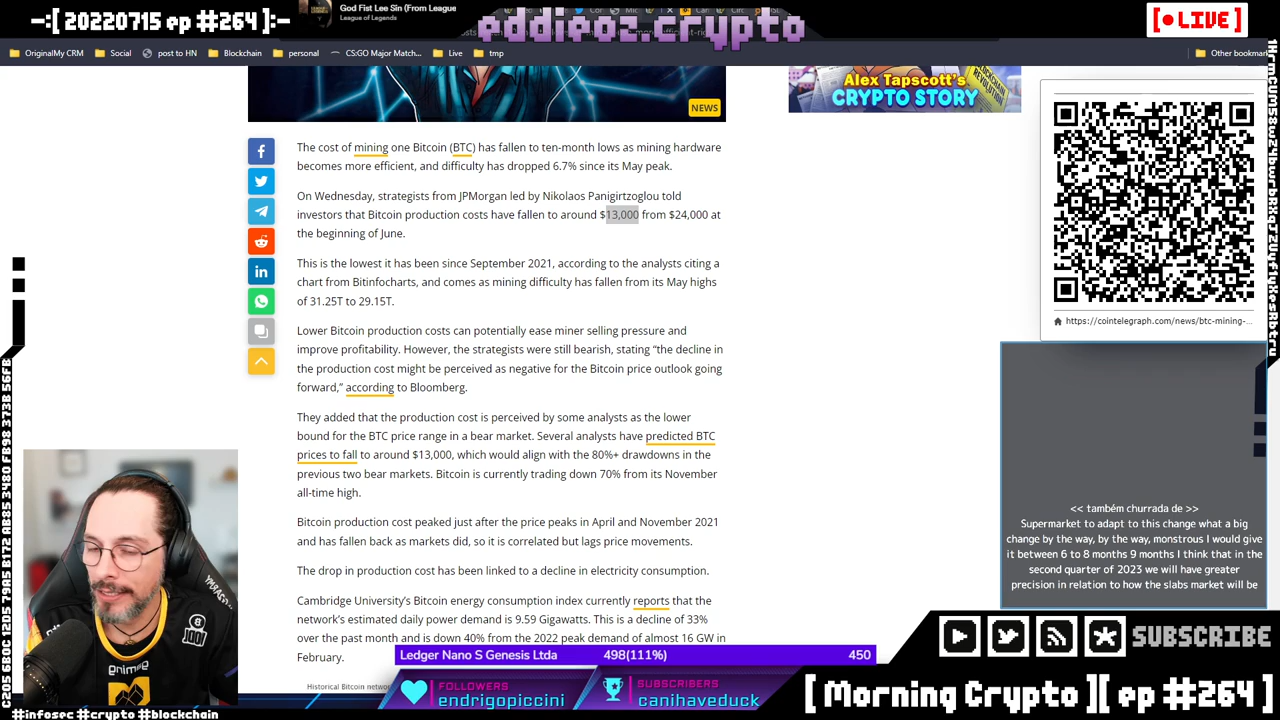 —:[ 20220715 ep #264 ]:—
God Fist Lee Sin (From League
League of Legends
eddieoz.crypto
[● LIVE]
OriginalMy CRM
Social
post to HN
Blockchain
personal
CS:GO Major Match...
Live
tmp
Other bookmar
NEWS
Alex Tapscott's
CRYPTO STORY
The cost of mining one Bitcoin (BTC) has fallen to ten-month lows as mining hardware
becomes more efficient, and difficulty has dropped 6.7% since its May peak.
On Wednesday, strategists from JPMorgan led by Nikolaos Panigirtzoglou told
investors that Bitcoin production costs have fallen to around $13,000 from $24,000 at
the beginning of June.
This is the lowest it has been since September 2021, according to the analysts citing a
chart from Bitinfocharts, and comes as mining difficulty has fallen from its May highs
of 31.25T to 29.15T.
Lower Bitcoin production costs can potentially ease miner selling pressure and
improve profitability. However, the strategists were still bearish, stating “the decline in
the production cost might be perceived as negative for the Bitcoin price outlook going
forward,” according to Bloomberg.
They added that the production cost is perceived by some analysts as the lower
bound for the BTC price range in a bear market. Several analysts have predicted BTC
prices to fall to around $13,000, which would align with the 80%+ drawdowns in the
previous two bear markets. Bitcoin is currently trading down 70% from its November
all-time high.
Bitcoin production cost peaked just after the price peaks in April and November 2021
and has fallen back as markets did, so it is correlated but lags price movements.
The drop in production cost has been linked to a decline in electricity consumption.
Cambridge University's Bitcoin energy consumption index currently reports that the
network's estimated daily power demand is 9.59 Gigawatts. This is a decline of 33%
over the past month and is down 40% from the 2022 peak demand of almost 16 GW in
February.
https://cointelegraph.com/news/btc-mining-...
<< também churrada de >>
Supermarket to adapt to this change what a big
change by the way, by the way, monstrous I would give
it between 6 to 8 months 9 months I think that in the
second quarter of 2023 we will have greater
precision in relation to how the slabs market will be
SUBSCRIBE
Ledger Nano S Genesis Ltda 498(111%) 450
FOLLOWERS
endrigopiccini
SUBSCRIBERS
canihaveduck
[ Morning Crypto ][ ep #264 ]
#infosec #crypto #blockchain